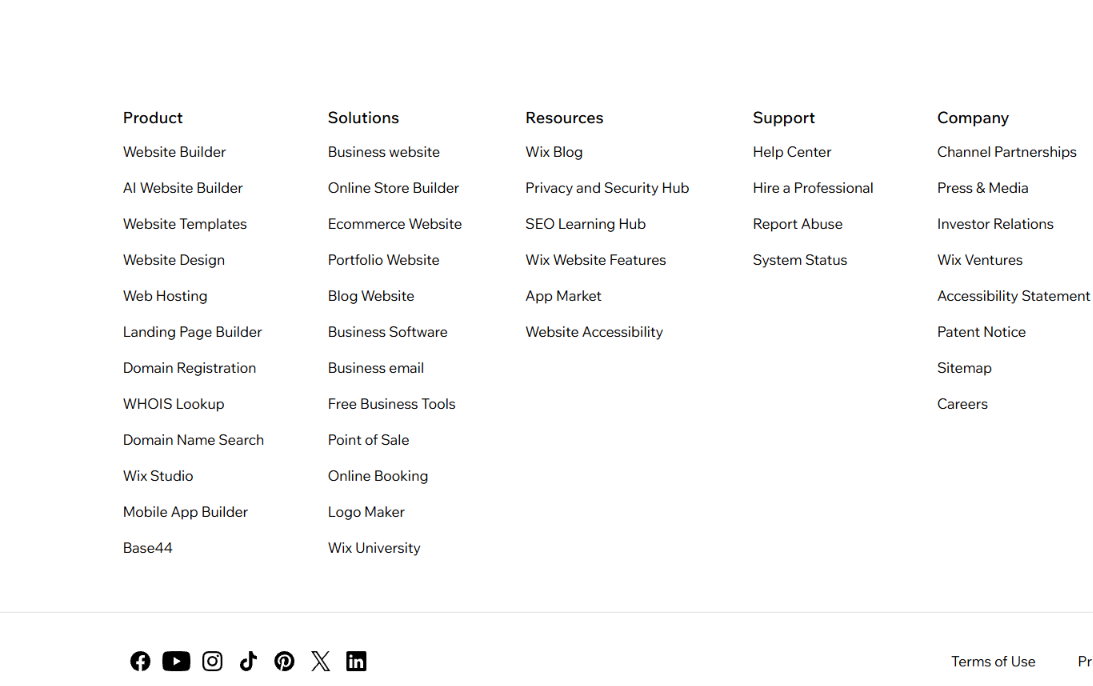 Product
Website Builder
AI Website Builder
Website Templates
Website Design
Web Hosting
Landing Page Builder
Domain Registration
WHOIS Lookup
Domain Name Search
Wix Studio
Mobile App Builder
Base44
Solutions
Business website
Online Store Builder
Ecommerce Website
Portfolio Website
Blog Website
Business Software
Business email
Free Business Tools
Point of Sale
Online Booking
Logo Maker
Wix University
Resources
Wix Blog
Privacy and Security Hub
SEO Learning Hub
Wix Website Features
App Market
Website Accessibility
Support
Help Center
Hire a Professional
Report Abuse
System Status
Company
Channel Partnerships
Press & Media
Investor Relations
Wix Ventures
Accessibility Statement
Patent Notice
Sitemap
Careers
Terms of Use
Pr